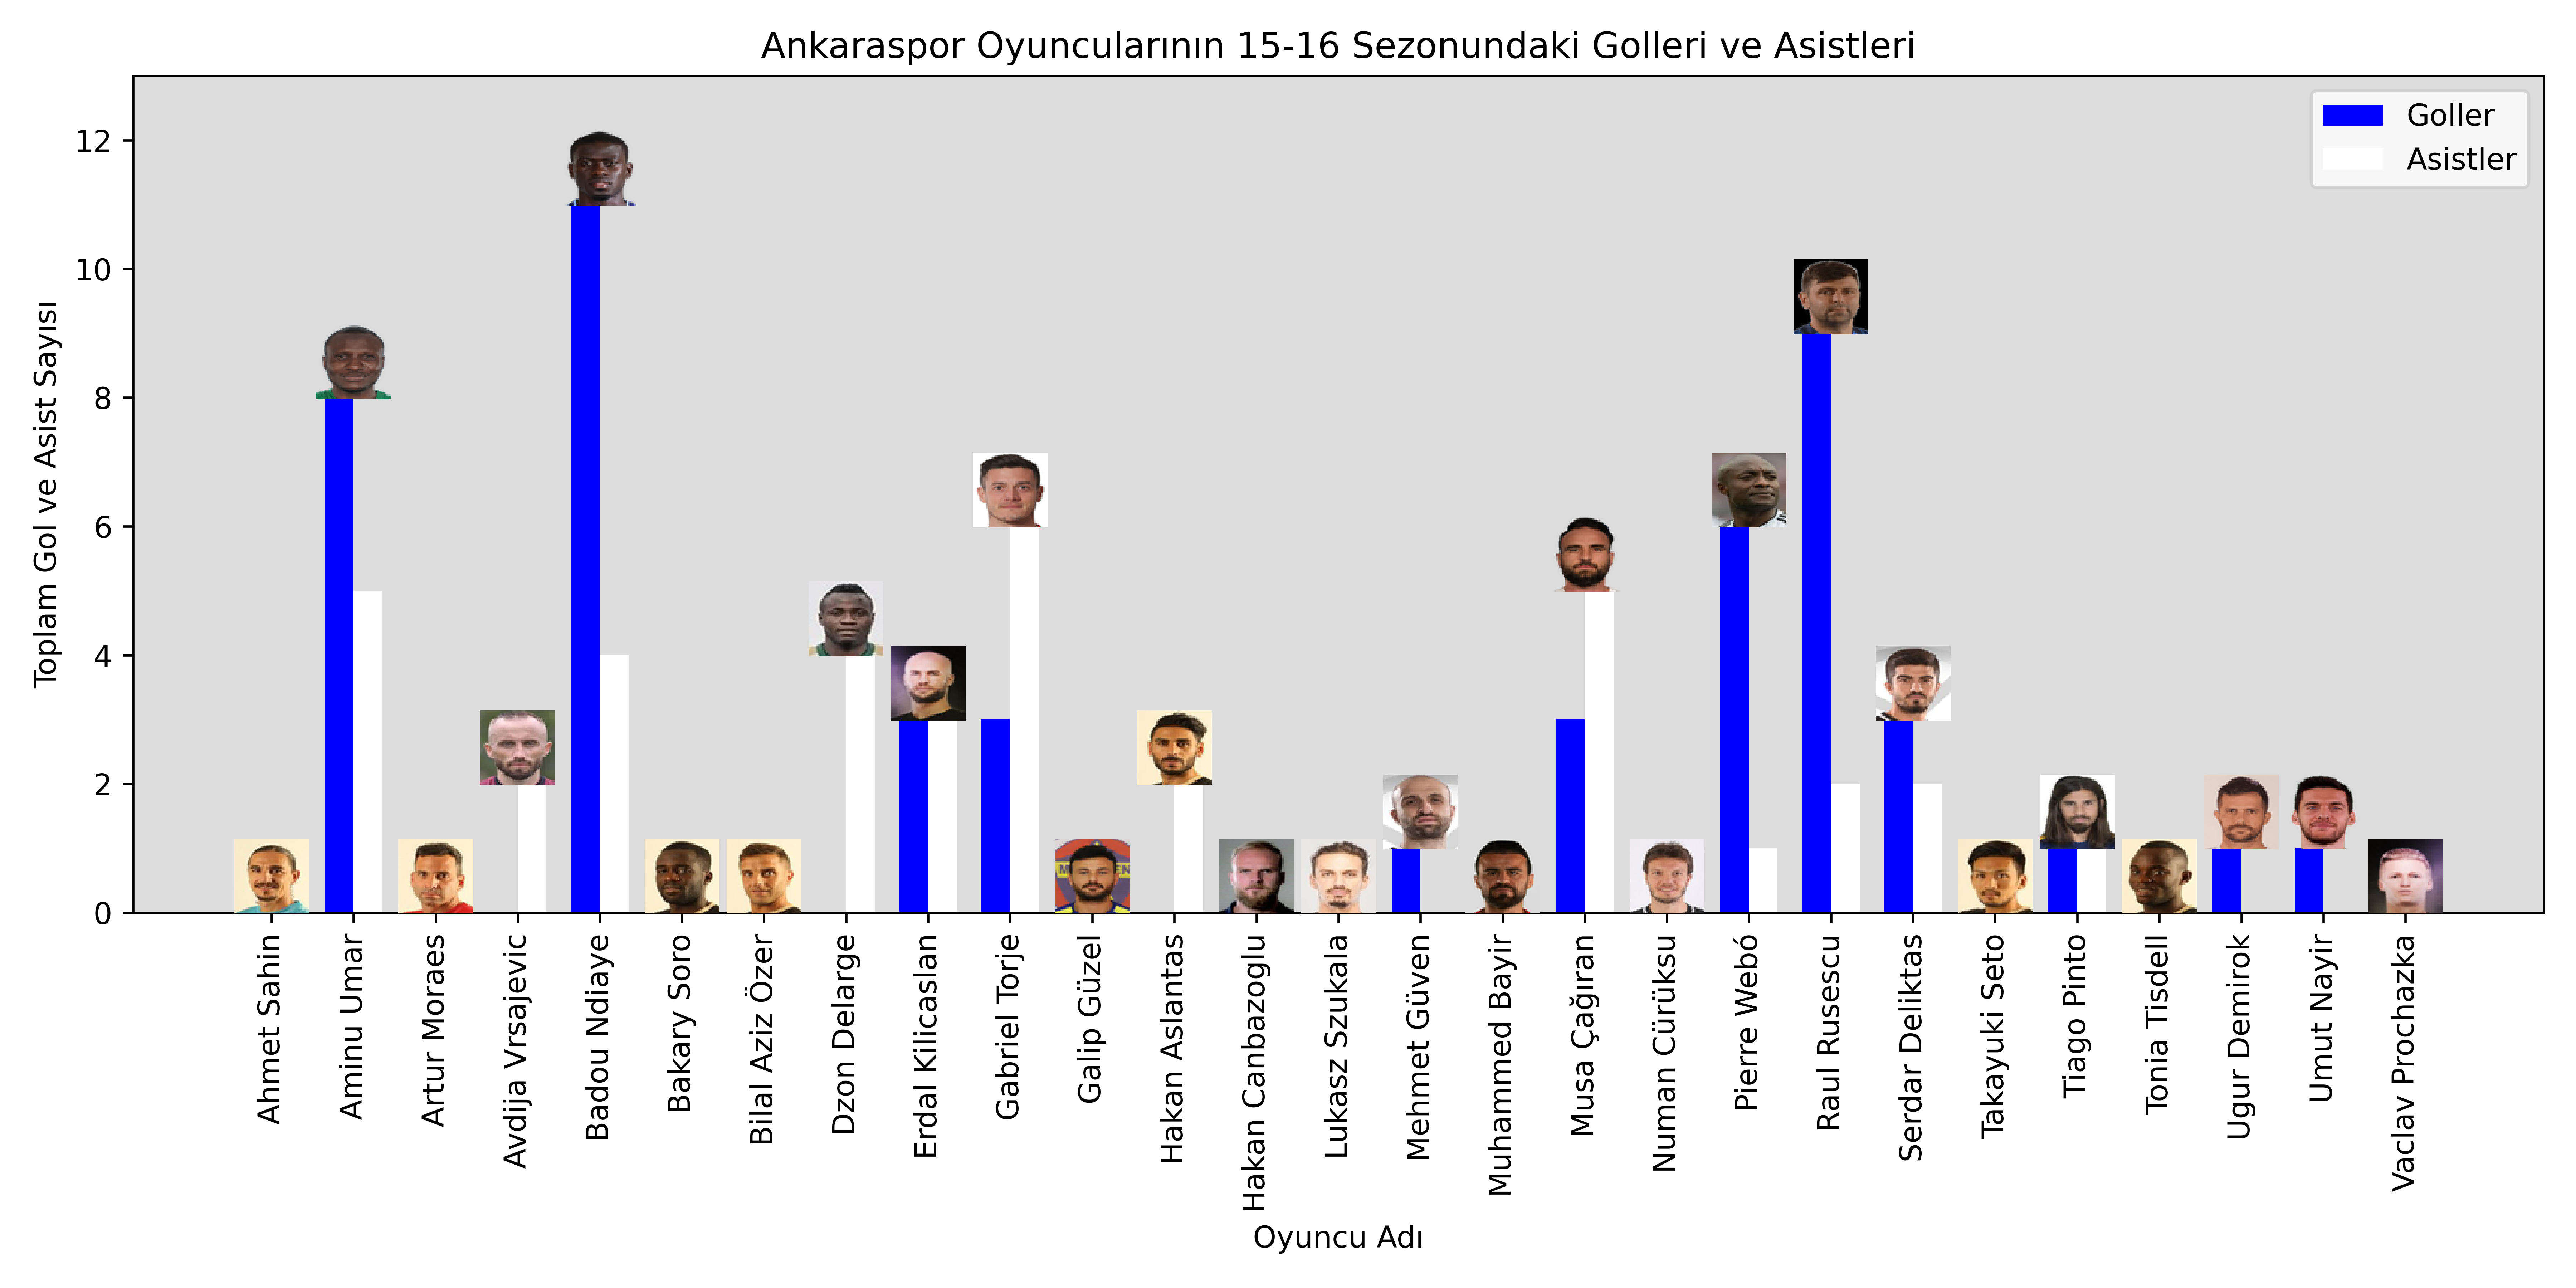 Ankaraspor Oyuncularının 15-16 Sezonundaki Golleri ve Asistleri
Goller
Asistler
Toplam Gol ve Asist Sayısı
12
10
8
6
4
2
0
Ahmet Sahin
Aminu Umar
Artur Moraes
Avdija Vrsajevic
Badou Ndiaye
Bakary Soro
Bilal Aziz Özer
Dzon Delarge
Erdal Kilicaslan
Gabriel Torje
Galip Güzel
Hakan Aslantas
Hakan Canbazoglu
Lukasz Szukala
Mehmet Güven
Muhammed Bayir
Musa Çağıran
Numan Cürüksu
Pierre Webó
Raul Rusescu
Serdar Deliktas
Takayuki Seto
Tiago Pinto
Tonia Tisdell
Ugur Demirok
Umut Nayir
Vaclav Prochazka
Oyuncu Adı